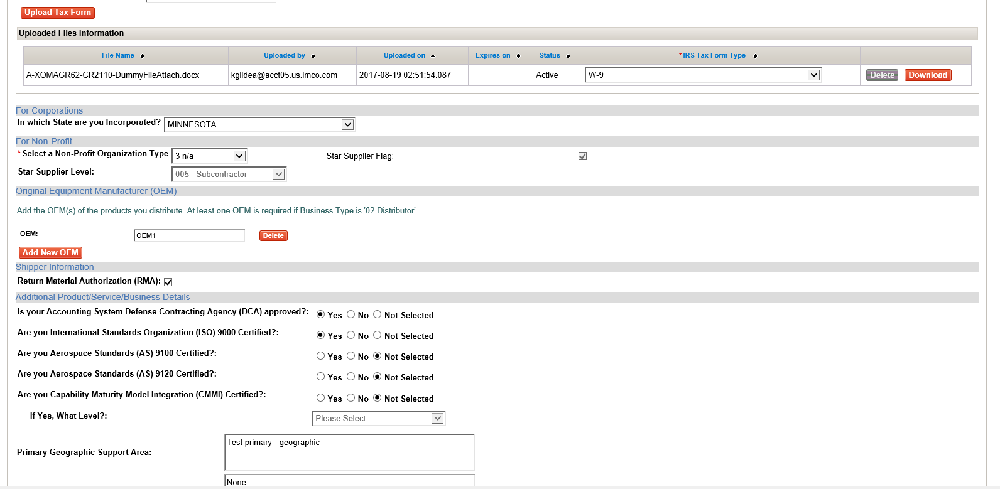 Upload Tax Form
Uploaded Files Information
File Name Uploaded by Uploaded on Expires on Status *IRS Tax Form Type
A-XOMAGR62-CR2110-DummyFileAttach.docx kgildea@acct05.us.lmco.com 2017-08-19 02:51:54.087 Active W-9 Delete Download
For Corporations
In which State are you Incorporated? MINNESOTA
For Non-Profit
* Select a Non-Profit Organization Type 3 n/a Star Supplier Flag:
Star Supplier Level: 005 - Subcontractor
Original Equipment Manufacturer (OEM)
Add the OEM(s) of the products you distribute. At least one OEM is required if Business Type is '02 Distributor'.
OEM: OEM1 Delete
Add New OEM
Shipper Information
Return Material Authorization (RMA):
Additional Product/Service/Business Details
Is your Accounting System Defense Contracting Agency (DCA) approved?: Yes No Not Selected
Are you International Standards Organization (ISO) 9000 Certified?: Yes No Not Selected
Are you Aerospace Standards (AS) 9100 Certified?: Yes No Not Selected
Are you Aerospace Standards (AS) 9120 Certified?: Yes No Not Selected
Are you Capability Maturity Model Integration (CMMI) Certified?: Yes No Not Selected
If Yes, What Level?: Please Select...
Primary Geographic Support Area: Test primary - geographic
None